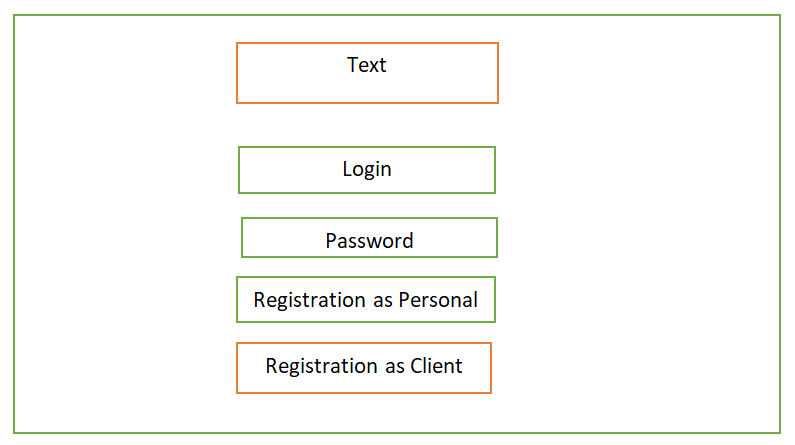 Text
Login
Password
Registration as Personal
Registration as Client